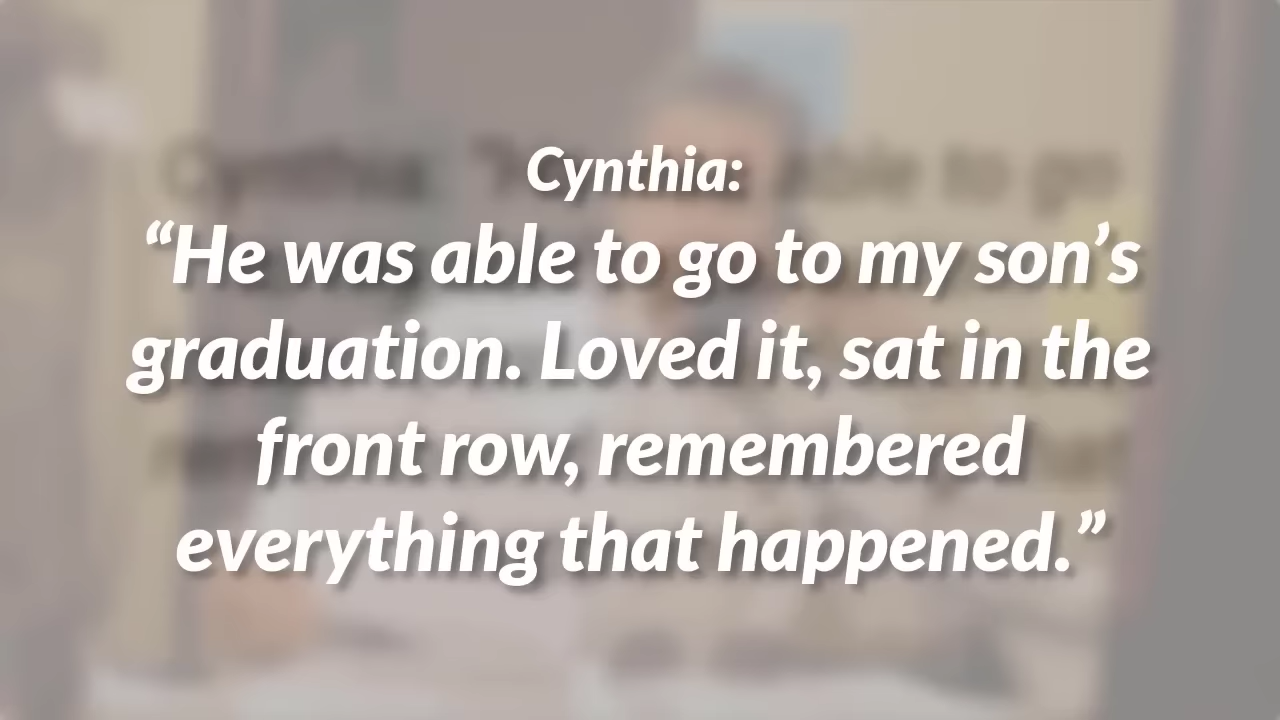 Cynthia:
“He was able to go to my son’s
graduation. Loved it, sat in the
front row, remembered
everything that happened.”